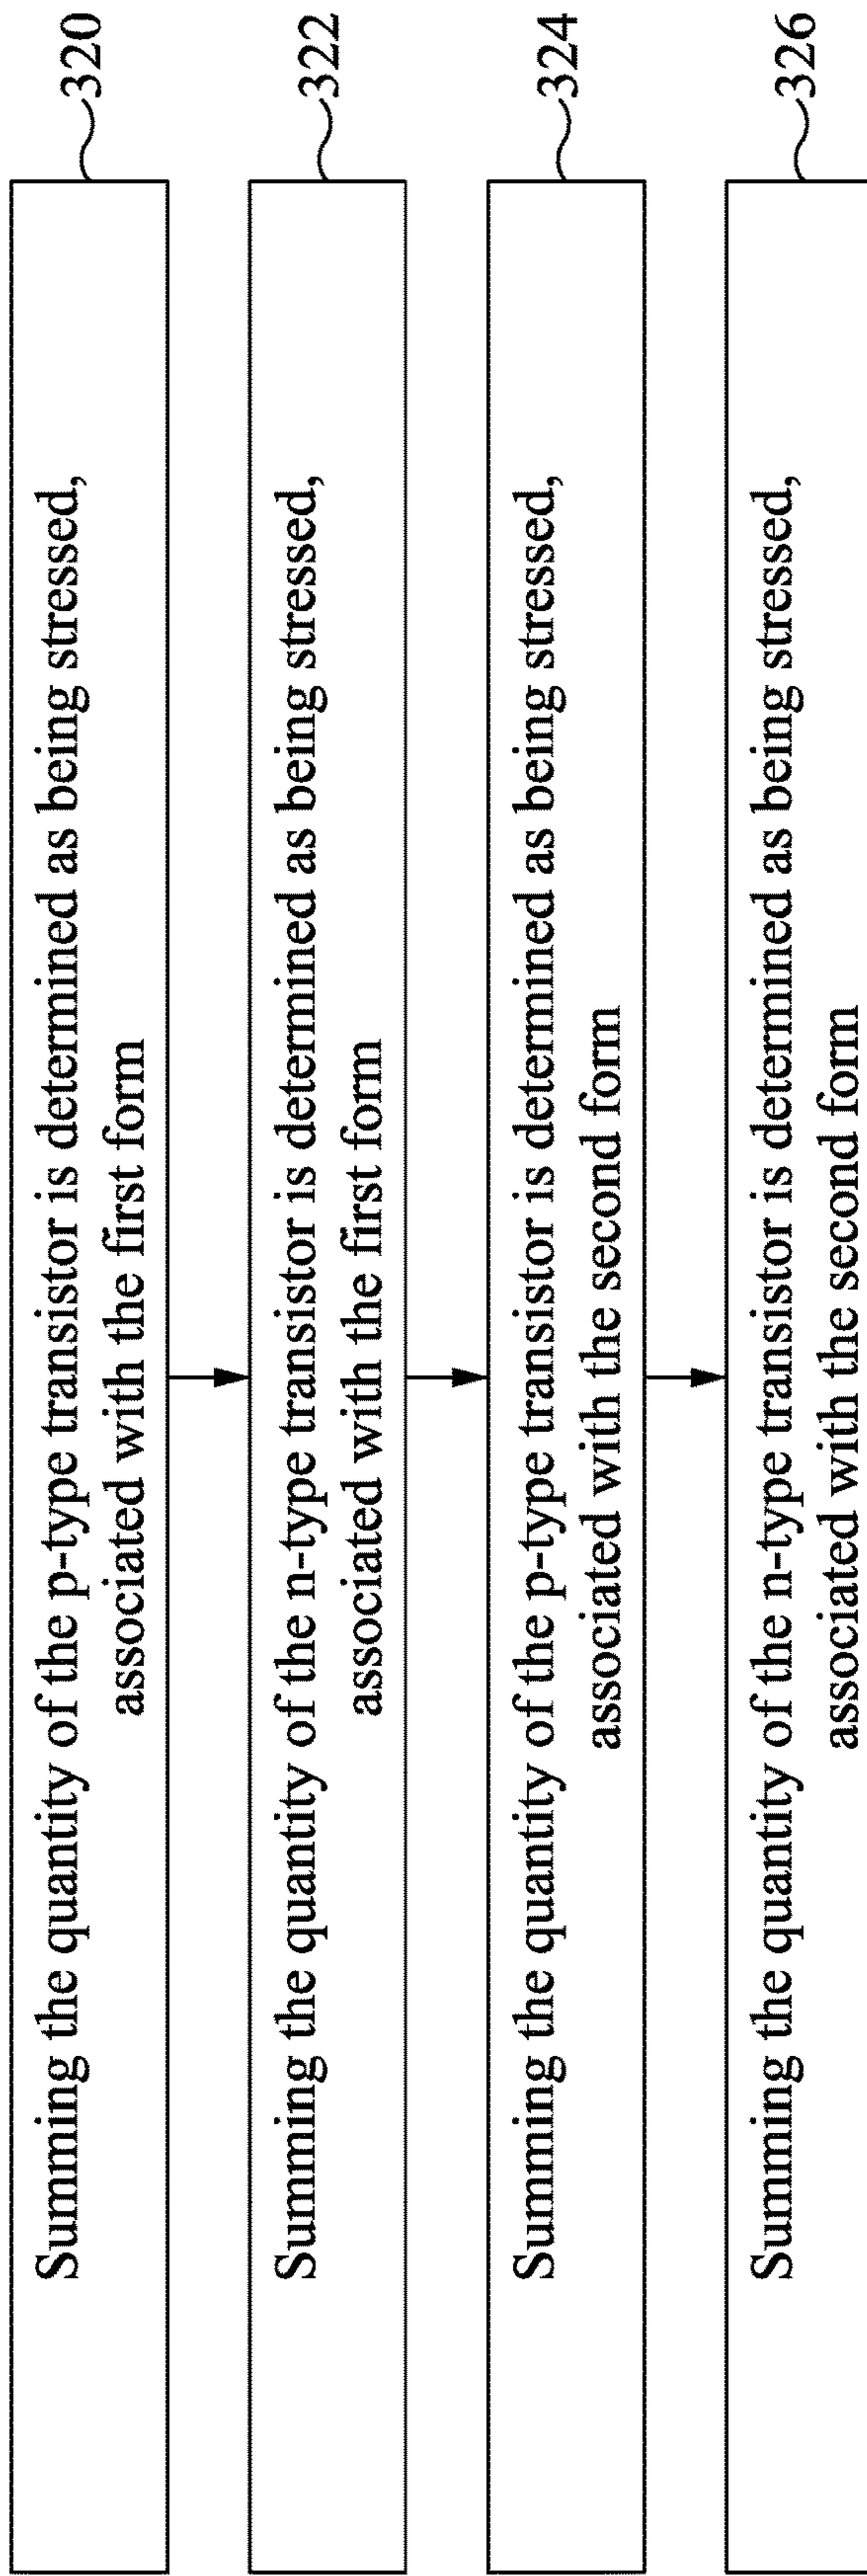 Summing the quantity of the p-type transistor is determined as being stressed,
associated with the first form
320
Summing the quantity of the n-type transistor is determined as being stressed,
associated with the first form
322
Summing the quantity of the p-type transistor is determined as being stressed,
associated with the second form
324
Summing the quantity of the n-type transistor is determined as being stressed,
associated with the second form
326